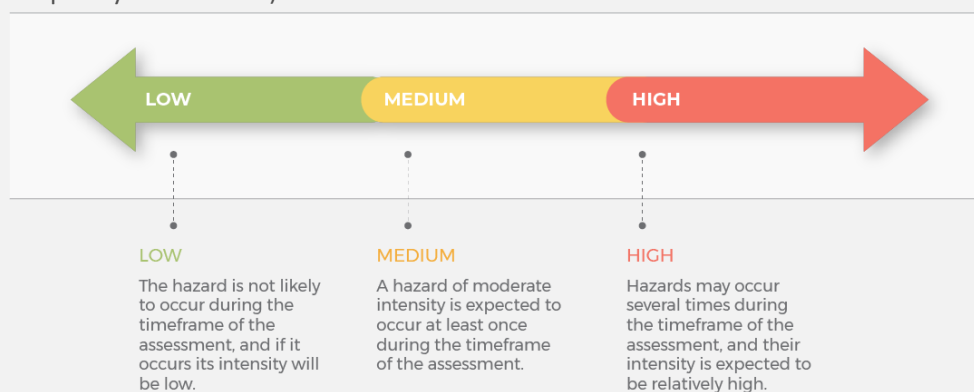 LOW
MEDIUM
HIGH
LOW
The hazard is not likely
to occur during the
timeframe of the
assessment, and if it
occurs its intensity will
be low.
MEDIUM
A hazard of moderate
intensity is expected to
occur at least once
during the timeframe
of the assessment.
HIGH
Hazards may occur
several times during
the timeframe of the
assessment, and their
intensity is expected to
be relatively high.